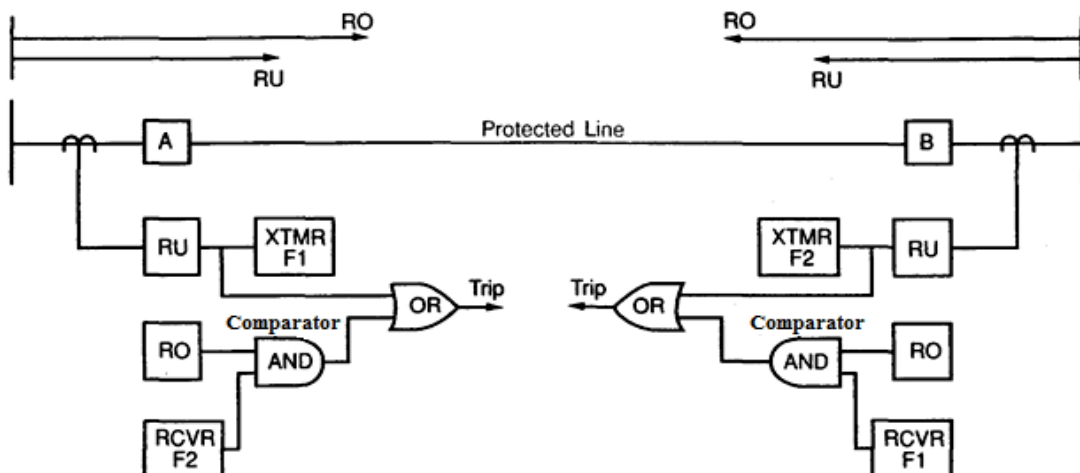 RO
RO
RU
RU
A
Protected Line
B
RU
XTMR
F1
XTMR
F2
RU
OR
Trip
Trip
OR
Comparator
Comparator
RO
AND
AND
RO
RCVR
F2
RCVR
F1